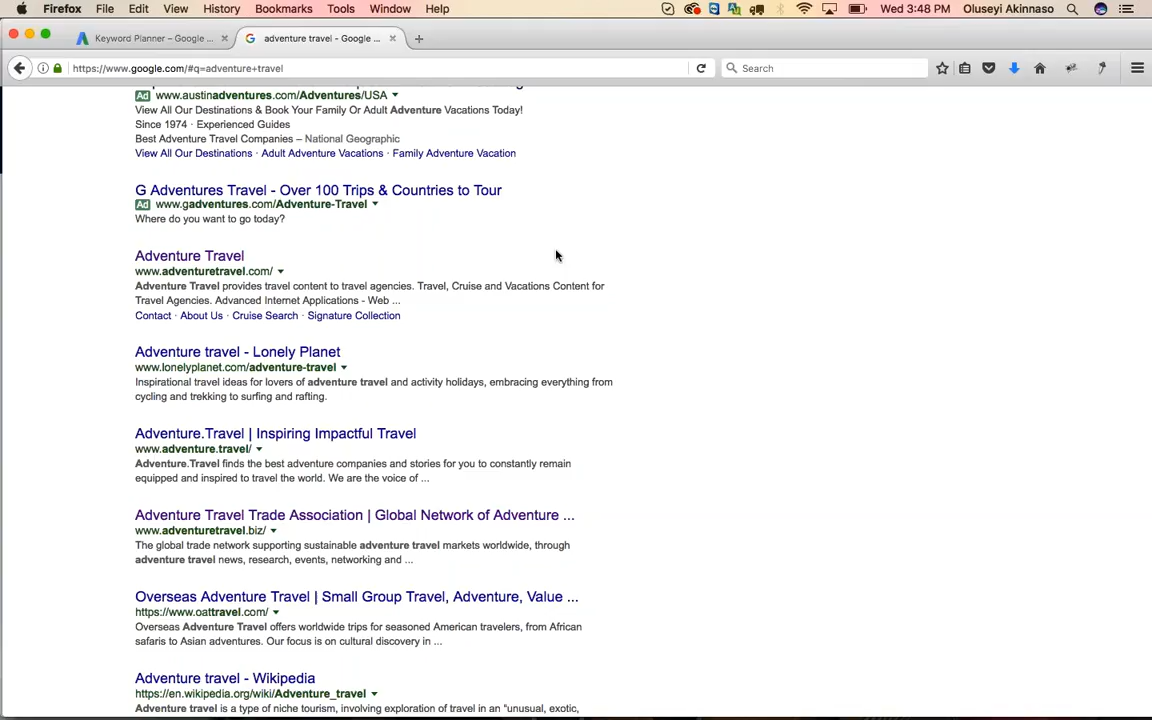 Firefox File Edit View History Bookmarks Tools Window Help Wed 3:48 PM Oluseyi Akinnaso
Keyword Planner – Google ... × adventure travel - Google ... ×
https://www.google.com/#q=adventure+travel Search
Ad www.austinadventures.com/Adventures/USA
View All Our Destinations & Book Your Family Or Adult Adventure Vacations Today!
Since 1974 · Experienced Guides
Best Adventure Travel Companies – National Geographic
View All Our Destinations · Adult Adventure Vacations · Family Adventure Vacation
G Adventures Travel - Over 100 Trips & Countries to Tour
Ad www.gadventures.com/Adventure-Travel
Where do you want to go today?
Adventure Travel
www.adventuretravel.com/
Adventure Travel provides travel content to travel agencies. Travel, Cruise and Vacations Content for
Travel Agencies. Advanced Internet Applications - Web ...
Contact · About Us · Cruise Search · Signature Collection
Adventure travel - Lonely Planet
www.lonelyplanet.com/adventure-travel
Inspirational travel ideas for lovers of adventure travel and activity holidays, embracing everything from
cycling and trekking to surfing and rafting.
Adventure.Travel | Inspiring Impactful Travel
www.adventure.travel/
Adventure.Travel finds the best adventure companies and stories for you to constantly remain
equipped and inspired to travel the world. We are the voice of ...
Adventure Travel Trade Association | Global Network of Adventure ...
www.adventuretravel.biz/
The global trade network supporting sustainable adventure travel markets worldwide, through
adventure travel news, research, events, networking and ...
Overseas Adventure Travel | Small Group Travel, Adventure, Value ...
https://www.oattravel.com/
Overseas Adventure Travel offers worldwide trips for seasoned American travelers, from African
safaris to Asian adventures. Our focus is on cultural discovery in ...
Adventure travel - Wikipedia
https://en.wikipedia.org/wiki/Adventure_travel
Adventure travel is a type of niche tourism, involving exploration of travel in an "unusual, exotic,